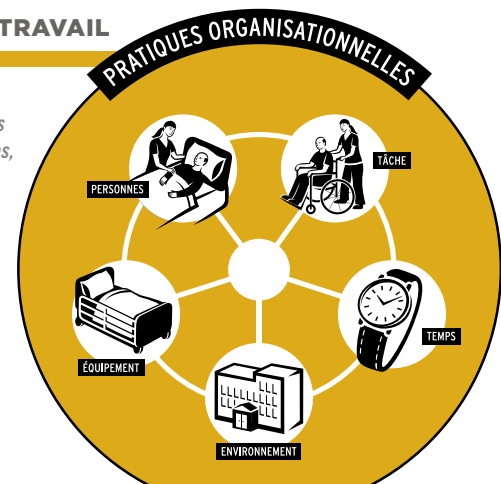 TRAVAIL
PRATIQUES ORGANISATIONNELLES
PERSONNES
TÂCHE
ÉQUIPEMENT
TEMPS
ENVIRONNEMENT